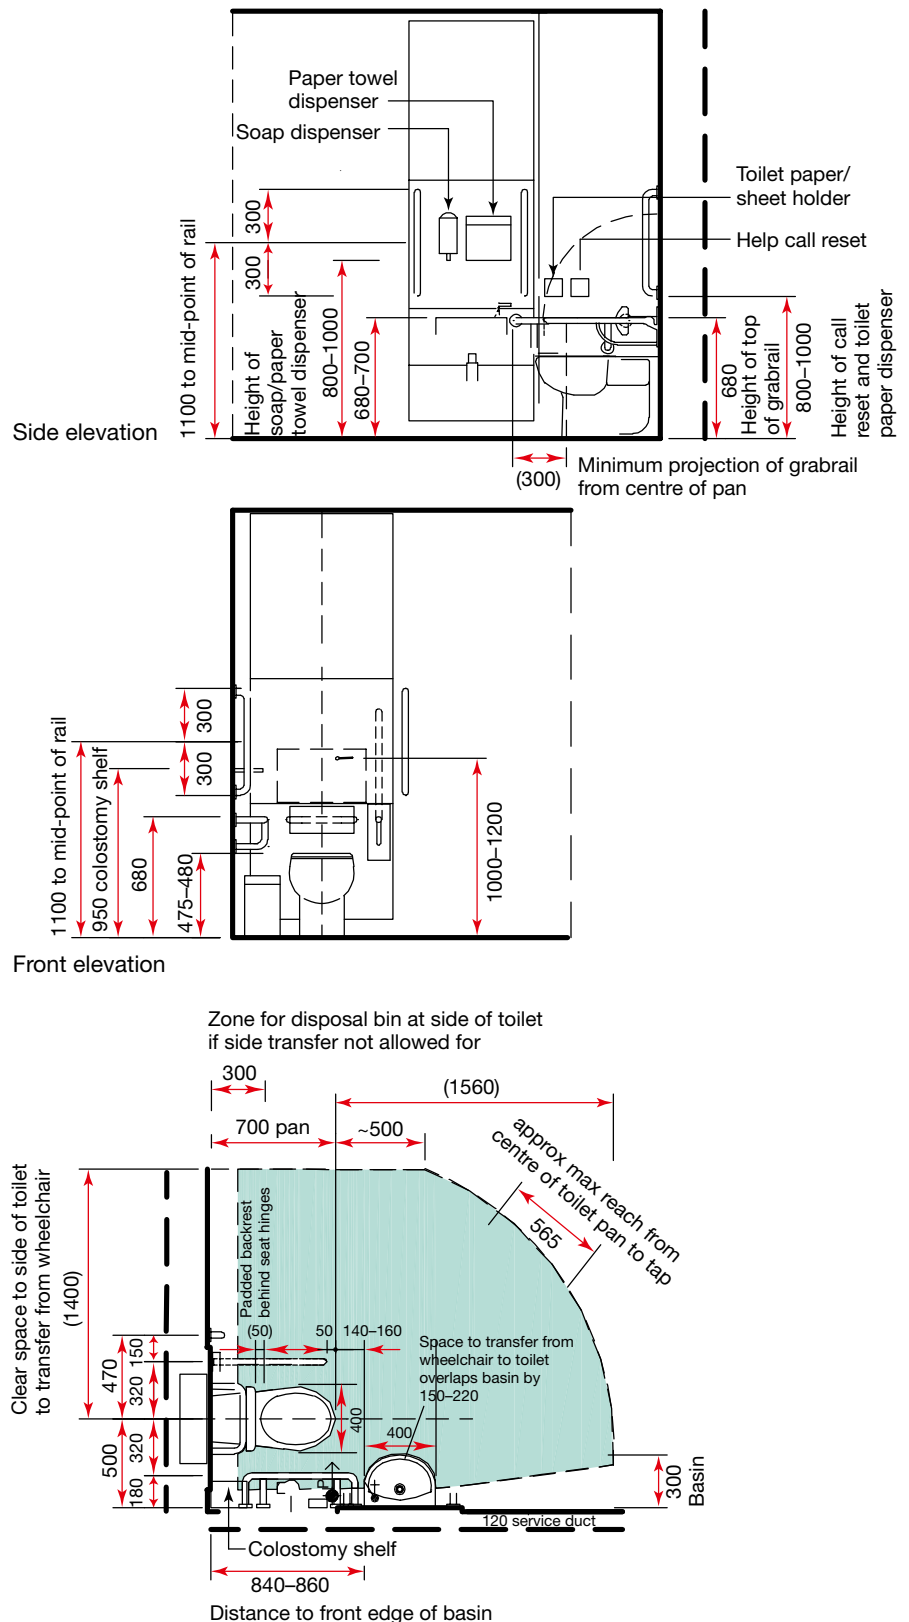 Paper towel
dispenser
Soap dispenser
Toilet paper/
sheet holder
Help call reset
300
300
1100 to mid-point of rail
Height of
soap/paper
towel dispenser
800–1000
680–700
680
Height of top
of grabrail
800–1000
Height of call
reset and toilet
paper dispenser
Side elevation
(300)
Minimum projection of grabrail
from centre of pan
300
300
1100 to mid-point of rail
950 colostomy shelf
680
475–480
1000–1200
Front elevation
Zone for disposal bin at side of toilet
if side transfer not allowed for
300
(1560)
700 pan
~500
approx max reach from
centre of toilet pan to tap
565
Clear space to side of toilet
to transfer from wheelchair
(1400)
Padded backrest
behind seat hinges
(50)
50
140–160
Space to transfer from
wheelchair to toilet
overlaps basin by
150–220
470
150
320
400
400
500
320
180
300
Basin
120 service duct
Colostomy shelf
840–860
Distance to front edge of basin